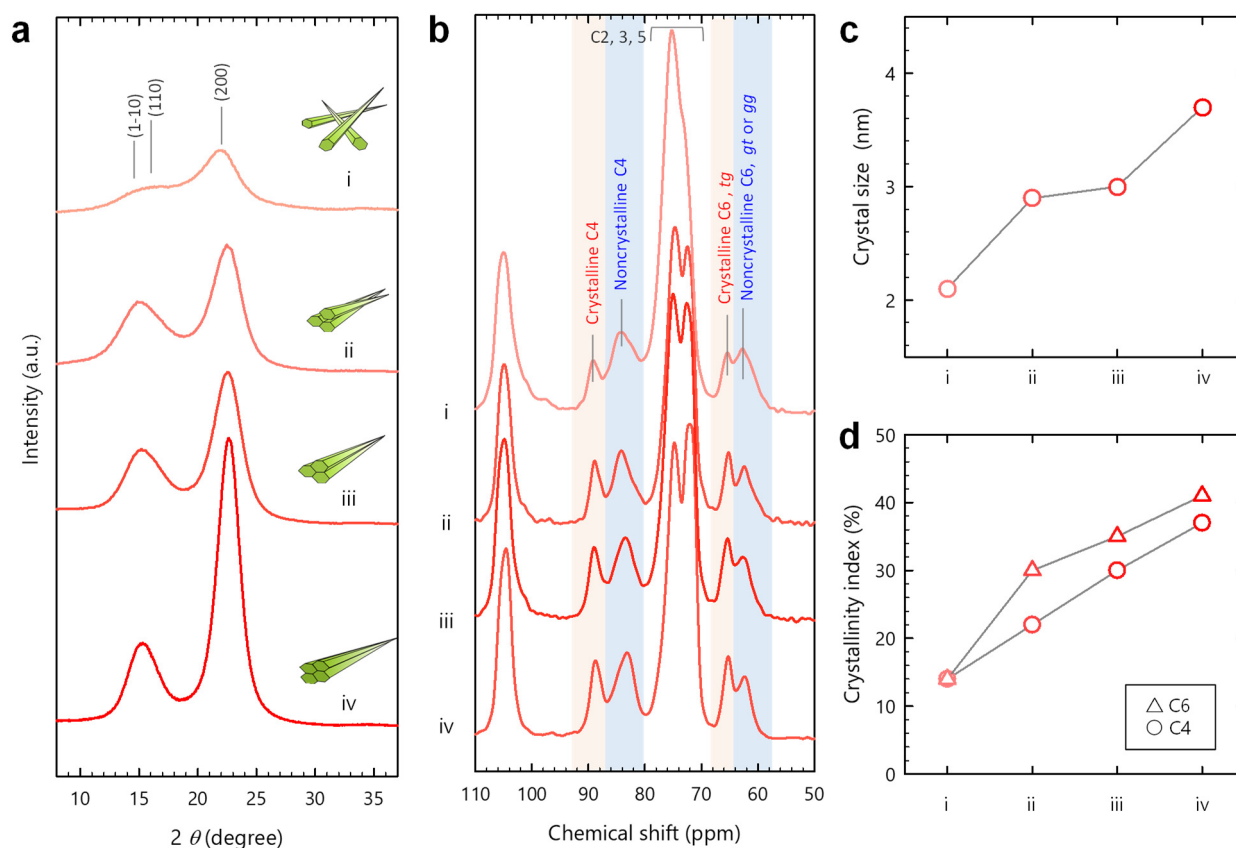 a
(1-10)
(110)
(200)
i
ii
iii
iv
Intensity (a.u.)
10 15 20 25 30 35
2 θ (degree)
b
C2, 3, 5
Crystalline C4
Noncrystalline C4
Crystalline C6 , tg
Noncrystalline C6, gt or gg
i
ii
iii
iv
110 100 90 80 70 60 50
Chemical shift (ppm)
c
Crystal size (nm)
4
3
2
i ii iii iv
d
Crystallinity index (%)
50
40
30
20
10
0
C6
C4
i ii iii iv